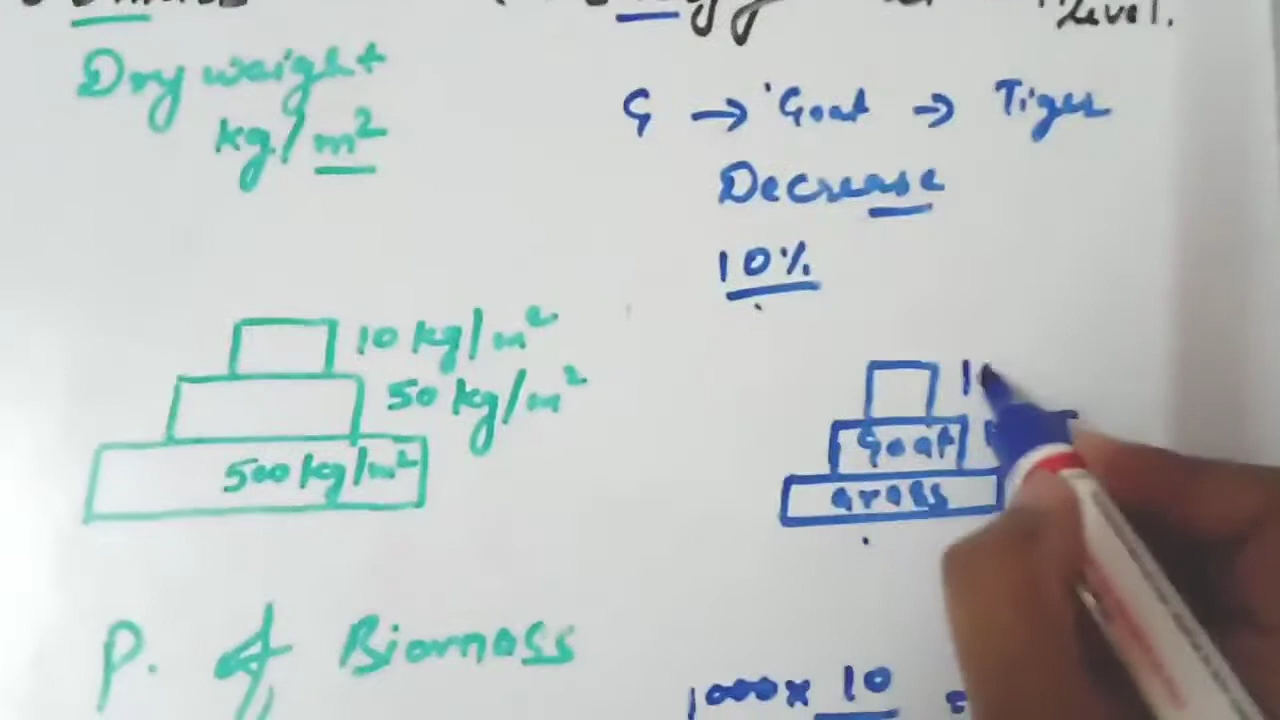 Level.
Dry weight
kg/m²
G → Goat → Tiger
Decrease
10%
10 kg/m²
50 kg/m²
500 kg/m²
Goat
Grass
P. of Biomass
1000 x 10